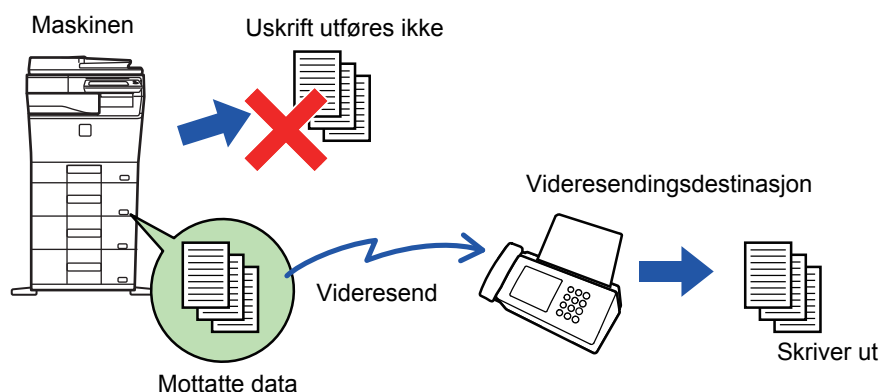 Maskinen
Uskrift utføres ikke
Videresendingsdestinasjon
Videresend
Skriver ut
Mottatte data